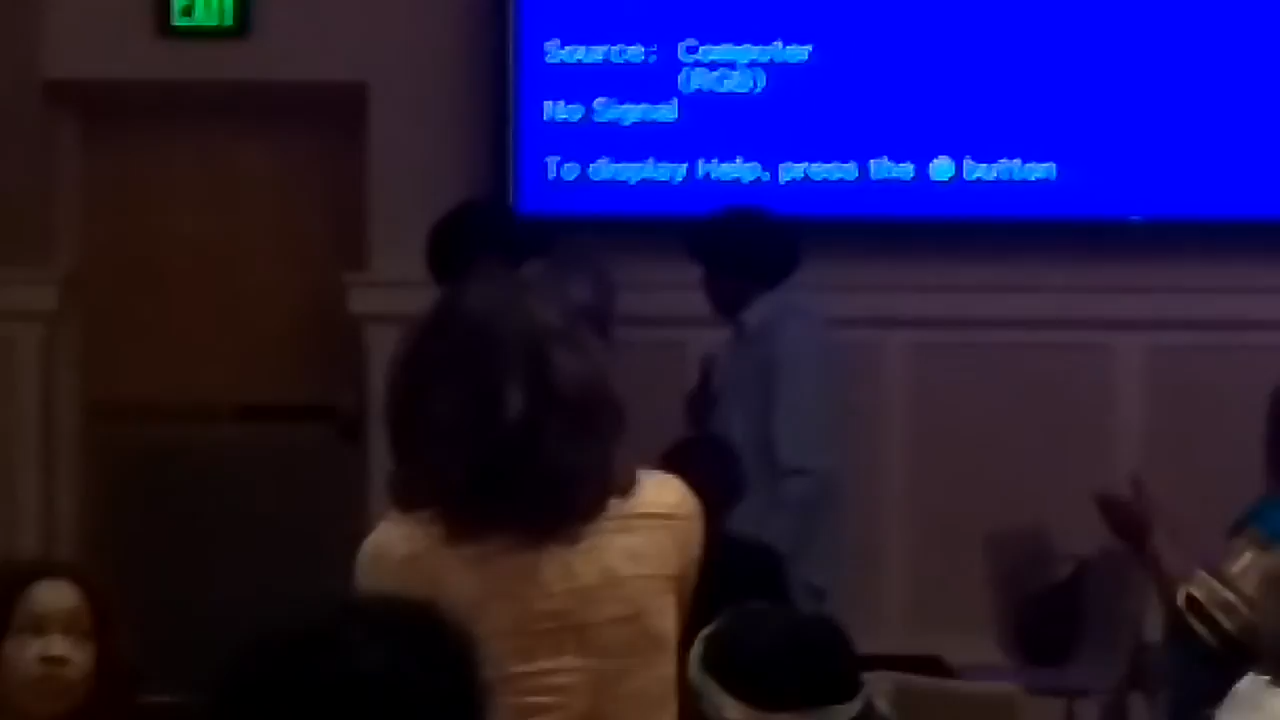 Source: Computer
(RGB)
No Signal
To display Help, press the button